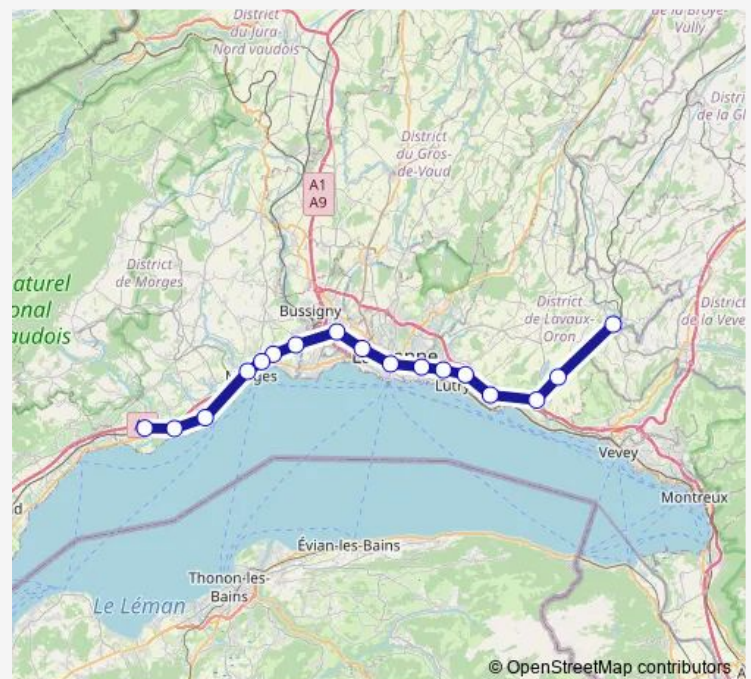 District
du Jura-
Nord vaudois
de la Broye-
Vully
District
du Gros-
de-Vaud
A1
A9
District
de Morges
aturel
onal
audois
Bussigny
District
de Lavaux-
Oron
Distri
de la Gl
District
de la Veve
Lutry
Vevey
Montreux
Évian-les-Bains
Thonon-les-
Bains
Le Léman
© OpenStreetMap contributors